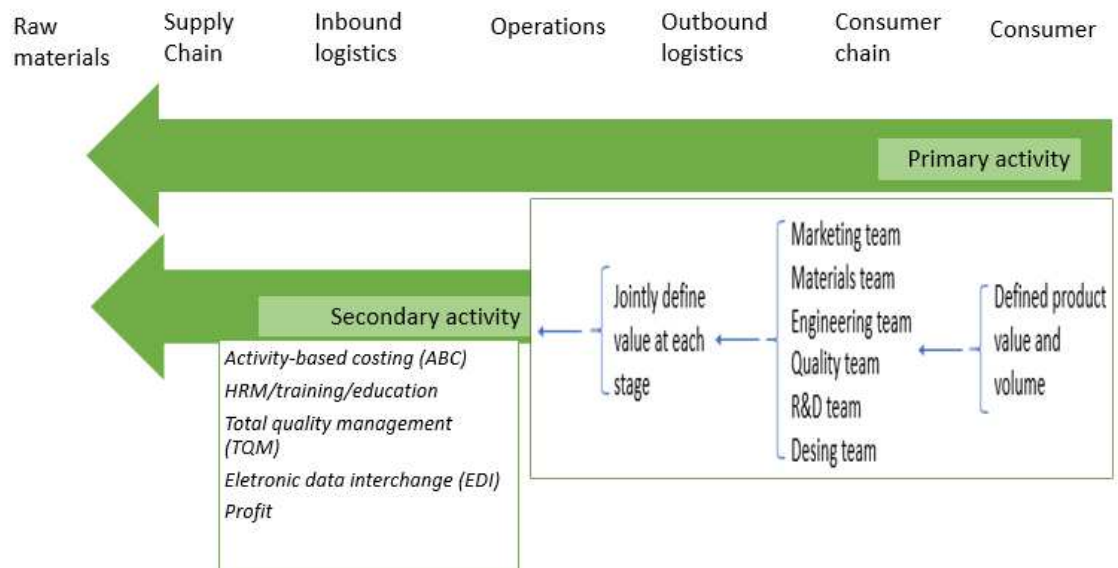 Raw
materials
Supply
Chain
Inbound
logistics
Operations
Outbound
logistics
Consumer
chain
Consumer
Primary activity
Secondary activity
Activity-based costing (ABC)
HRM/training/education
Total quality management
(TQM)
Eletronic data interchange (EDI)
Profit
Jointly define
value at each
stage
Marketing team
Materials team
Engineering team
Quality team
R&D team
Desing team
Defined product
value and
volume